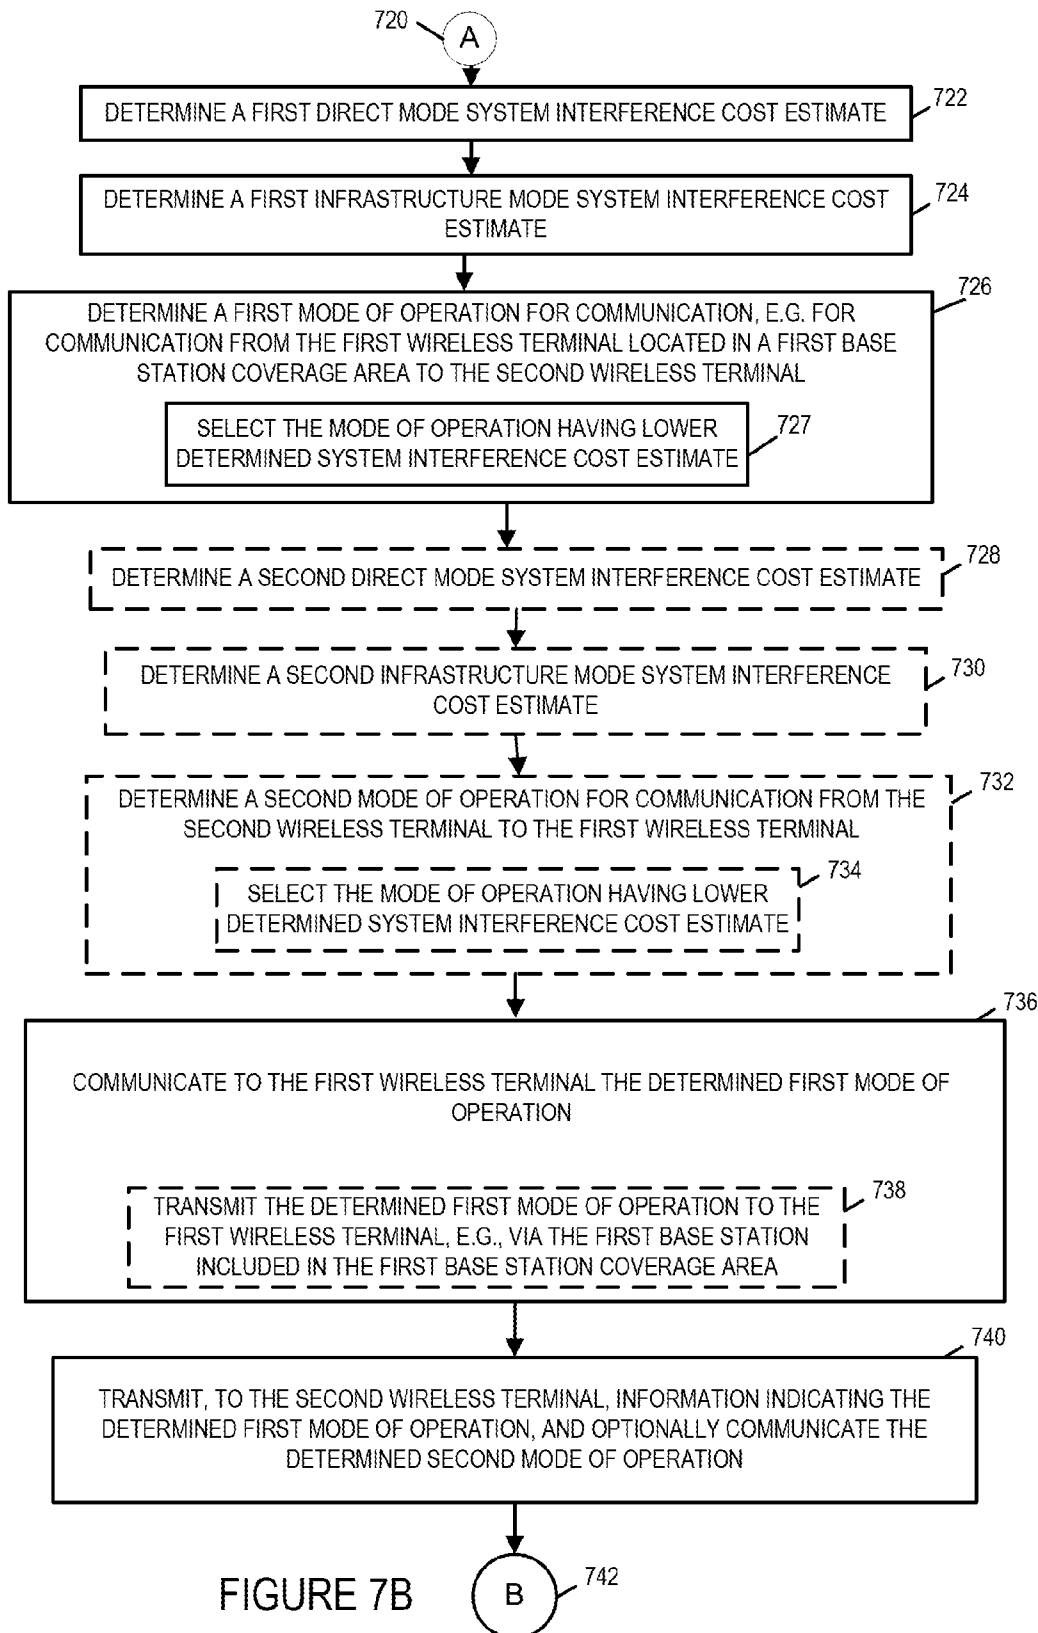 720
A
DETERMINE A FIRST DIRECT MODE SYSTEM INTERFERENCE COST ESTIMATE
722
DETERMINE A FIRST INFRASTRUCTURE MODE SYSTEM INTERFERENCE COST
ESTIMATE
724
DETERMINE A FIRST MODE OF OPERATION FOR COMMUNICATION, E.G. FOR
COMMUNICATION FROM THE FIRST WIRELESS TERMINAL LOCATED IN A FIRST BASE
STATION COVERAGE AREA TO THE SECOND WIRELESS TERMINAL
726
SELECT THE MODE OF OPERATION HAVING LOWER
DETERMINED SYSTEM INTERFERENCE COST ESTIMATE
727
DETERMINE A SECOND DIRECT MODE SYSTEM INTERFERENCE COST ESTIMATE
728
DETERMINE A SECOND INFRASTRUCTURE MODE SYSTEM INTERFERENCE
COST ESTIMATE
730
DETERMINE A SECOND MODE OF OPERATION FOR COMMUNICATION FROM THE
SECOND WIRELESS TERMINAL TO THE FIRST WIRELESS TERMINAL
732
SELECT THE MODE OF OPERATION HAVING LOWER
DETERMINED SYSTEM INTERFERENCE COST ESTIMATE
734
736
COMMUNICATE TO THE FIRST WIRELESS TERMINAL THE DETERMINED FIRST MODE OF
OPERATION
TRANSMIT THE DETERMINED FIRST MODE OF OPERATION TO THE
FIRST WIRELESS TERMINAL, E.G., VIA THE FIRST BASE STATION
INCLUDED IN THE FIRST BASE STATION COVERAGE AREA
738
740
TRANSMIT, TO THE SECOND WIRELESS TERMINAL, INFORMATION INDICATING THE
DETERMINED FIRST MODE OF OPERATION, AND OPTIONALLY COMMUNICATE THE
DETERMINED SECOND MODE OF OPERATION
FIGURE 7B
B
742